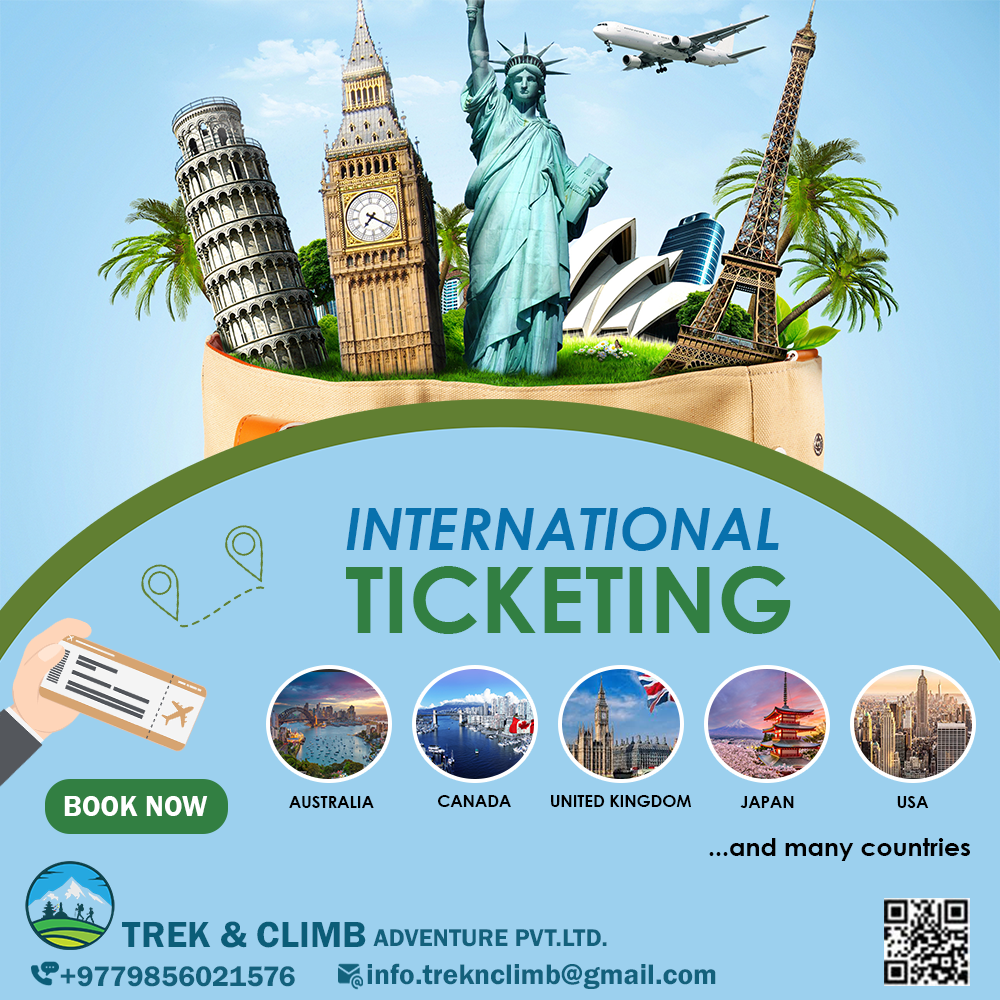 INTERNATIONAL
TICKETING
AUSTRALIA
CANADA
UNITED KINGDOM
JAPAN
USA
BOOK NOW
...and many countries
TREK & CLIMB ADVENTURE PVT.LTD.
+9779856021576
info.treknclimb@gmail.com